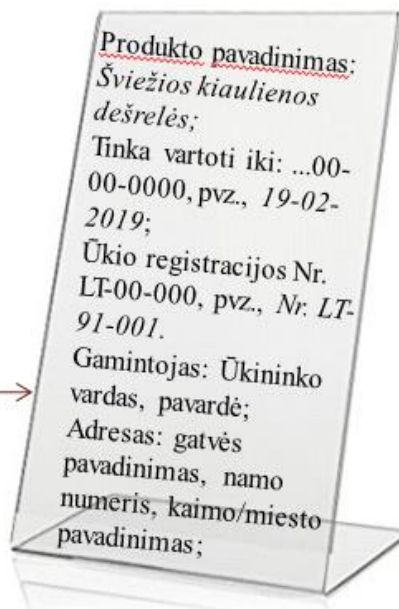 Produkto pavadinimas:
Šviežios kiaulienos
dešrelės;
Tinka vartoti iki: ...00-
00-0000, pvz., 19-02-
2019;
Ūkio registracijos Nr.
LT-00-000, pvz., Nr. LT-
91-001.
Gamintojas: Ūkininko
vardas, pavardė;
Adresas: gatvės
pavadinimas, namo
numeris, kaimo/miesto
pavadinimas;